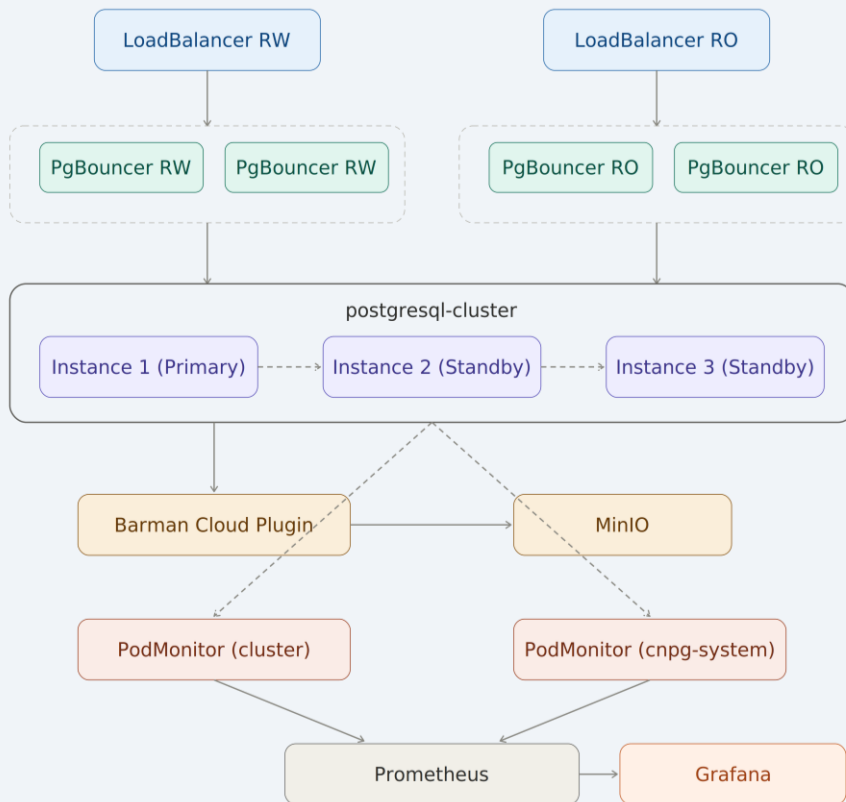 LoadBalancer RW
LoadBalancer RO
PgBouncer RW
PgBouncer RW
PgBouncer RO
PgBouncer RO
postgresql-cluster
Instance 1 (Primary)
Instance 2 (Standby)
Instance 3 (Standby)
Barman Cloud Plugin
MinIO
PodMonitor (cluster)
PodMonitor (cnpg-system)
Prometheus
Grafana